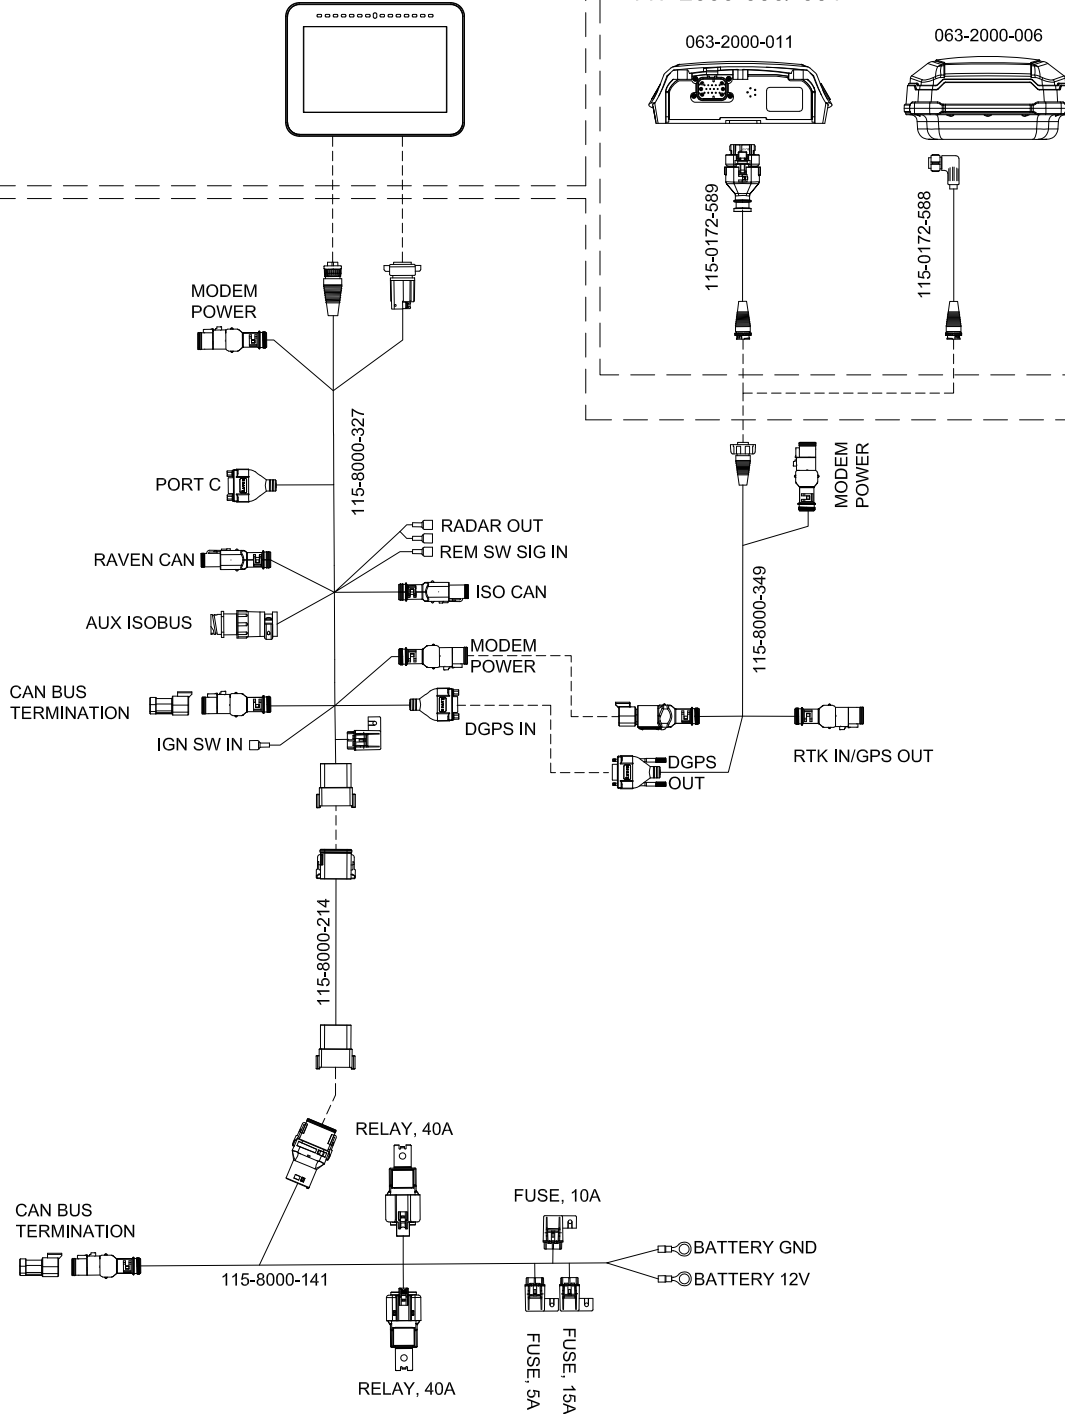 063-2000-011
063-2000-006
115-0172-589
115-0172-588
MODEM
POWER
115-8000-327
PORT C
MODEM
POWER
RADAR OUT
REM SW SIG IN
RAVEN CAN
ISO CAN
AUX ISOBUS
115-8000-349
MODEM
POWER
CAN BUS
TERMINATION
DGPS IN
IGN SW IN
RTK IN/GPS OUT
DGPS
OUT
115-8000-214
RELAY, 40A
FUSE, 10A
CAN BUS
TERMINATION
BATTERY GND
115-8000-141
BATTERY 12V
FUSE, 5A
FUSE, 15A
RELAY, 40A